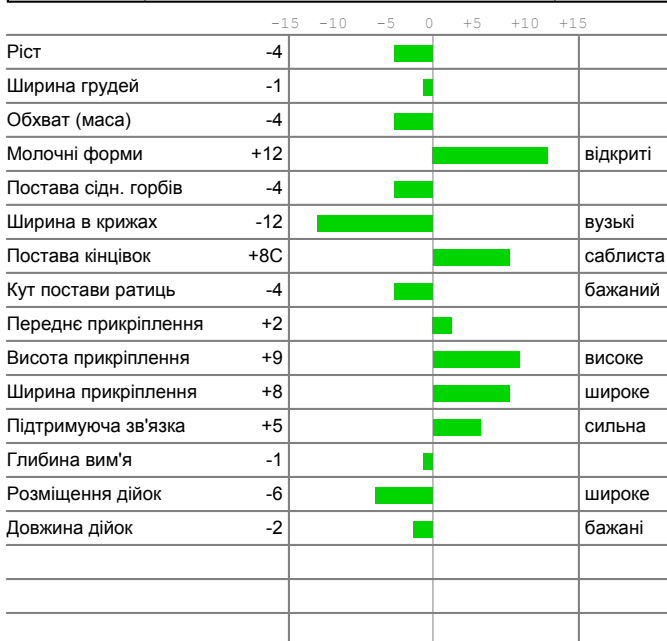 -15 -10 -5 0 +5 +10 +15
Ріст -4
Ширина грудей -1
Обхват (маса) -4
Молочні форми +12 відкриті
Постава сідн. горбів -4
Ширина в крижах -12 вузькі
Постава кінцівок +8С саблиста
Кут постави ратиць -4 бажаний
Переднє прикріплення +2
Висота прикріплення +9 високе
Ширина прикріплення +8 широке
Підтримуюча зв'язка +5 сильна
Глибина вим'я -1
Розміщення дійок -6 широке
Довжина дійок -2 бажані